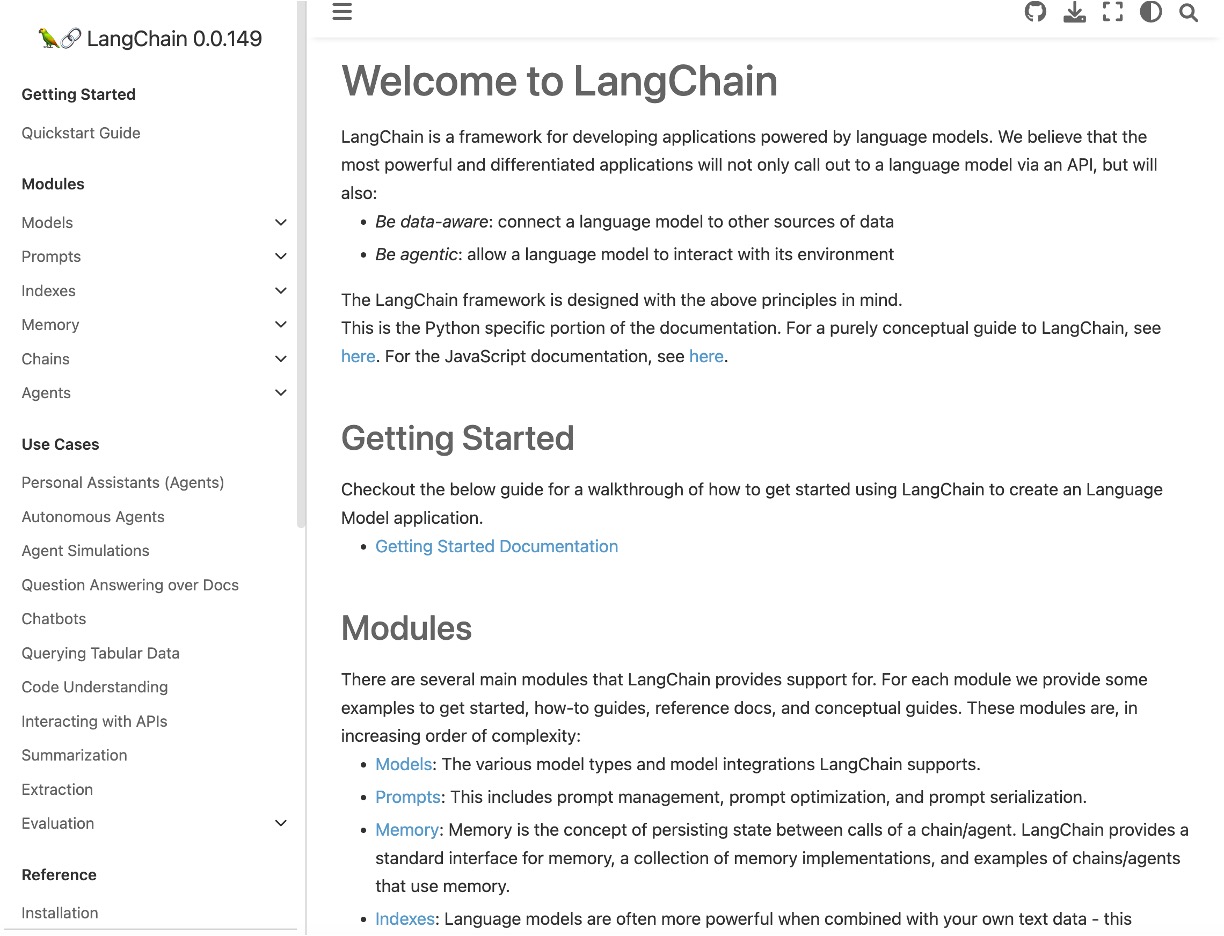 LangChain 0.0.149
Getting Started
Quickstart Guide
Modules
Models
Prompts
Indexes
Memory
Chains
Agents
Use Cases
Personal Assistants (Agents)
Autonomous Agents
Agent Simulations
Question Answering over Docs
Chatbots
Querying Tabular Data
Code Understanding
Interacting with APIs
Summarization
Extraction
Evaluation
Reference
Installation
Welcome to LangChain
LangChain is a framework for developing applications powered by language models. We believe that the
most powerful and differentiated applications will not only call out to a language model via an API, but will
also:
• Be data-aware: connect a language model to other sources of data
• Be agentic: allow a language model to interact with its environment
The LangChain framework is designed with the above principles in mind.
This is the Python specific portion of the documentation. For a purely conceptual guide to LangChain, see
here. For the JavaScript documentation, see here.
Getting Started
Checkout the below guide for a walkthrough of how to get started using LangChain to create an Language
Model application.
• Getting Started Documentation
Modules
There are several main modules that LangChain provides support for. For each module we provide some
examples to get started, how-to guides, reference docs, and conceptual guides. These modules are, in
increasing order of complexity:
• Models: The various model types and model integrations LangChain supports.
• Prompts: This includes prompt management, prompt optimization, and prompt serialization.
• Memory: Memory is the concept of persisting state between calls of a chain/agent. LangChain provides a
standard interface for memory, a collection of memory implementations, and examples of chains/agents
that use memory.
• Indexes: Language models are often more powerful when combined with your own text data - this